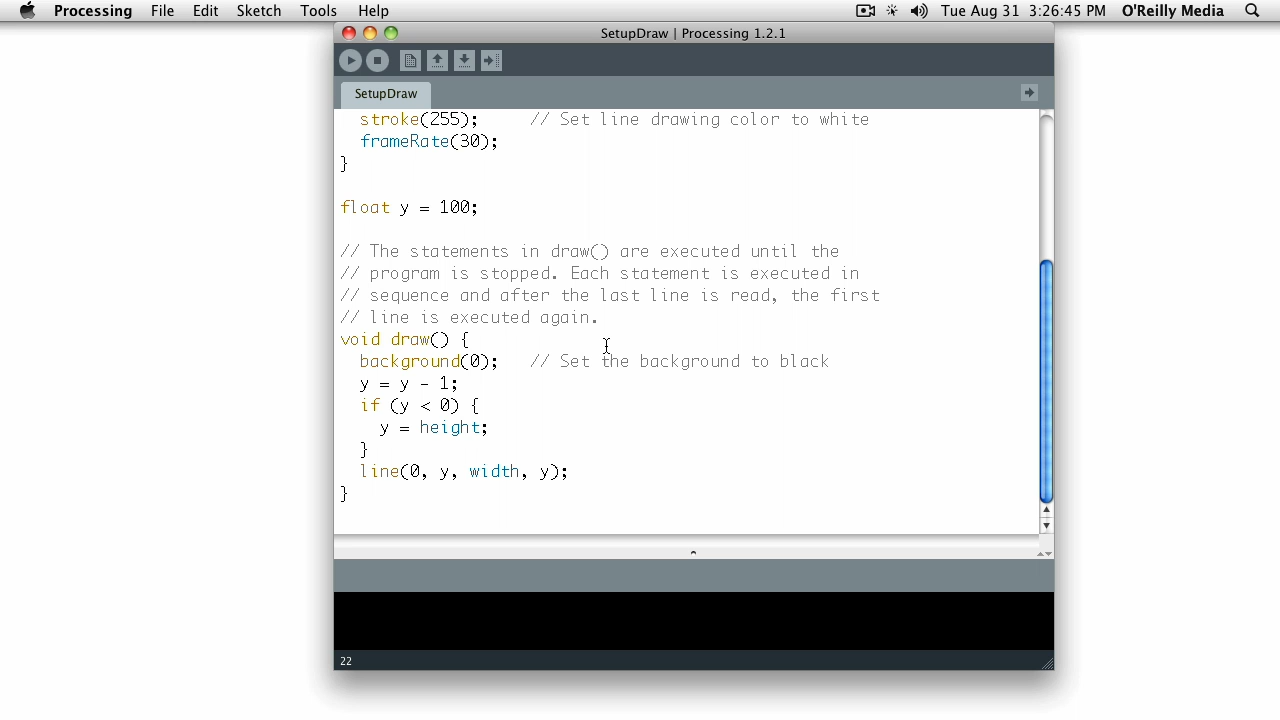 Processing File Edit Sketch Tools Help Tue Aug 31 3:26:45 PM O'Reilly Media
SetupDraw | Processing 1.2.1
SetupDraw
stroke(255); // Set line drawing color to white
frameRate(30);
}
float y = 100;
// The statements in draw() are executed until the
// program is stopped. Each statement is executed in
// sequence and after the last line is read, the first
// line is executed again.
void draw() {
background(0); // Set the background to black
y = y - 1;
if (y < 0) {
y = height;
}
line(0, y, width, y);
}
22